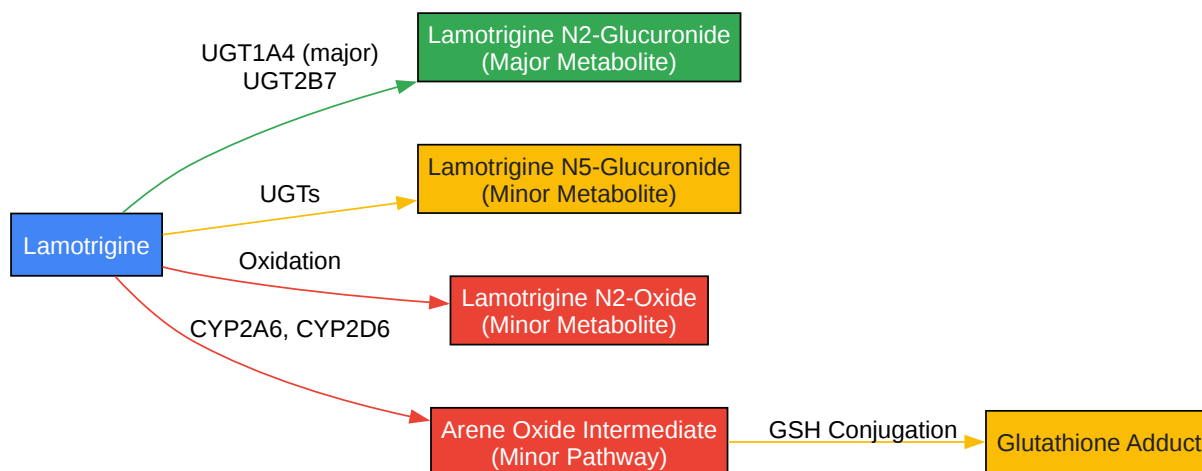 UGT1A4 (major)
UGT2B7
Lamotrigine N2-Glucuronide
(Major Metabolite)
Lamotrigine
UGTs
Lamotrigine N5-Glucuronide
(Minor Metabolite)
Oxidation
Lamotrigine N2-Oxide
(Minor Metabolite)
CYP2A6, CYP2D6
Arene Oxide Intermediate
(Minor Pathway)
GSH Conjugation
Glutathione Adduct